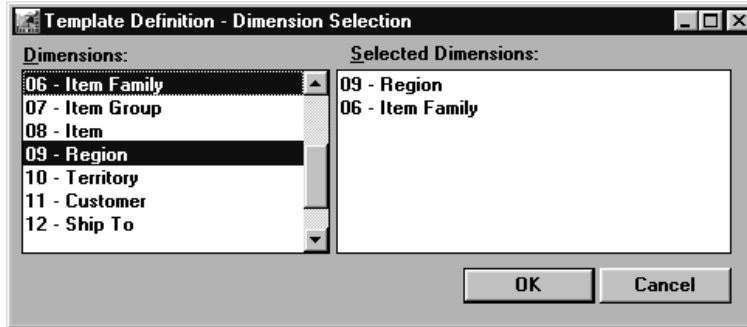 Template Definition - Dimension Selection
Dimensions:
06 - Item Family
07 - Item Group
08 - Item
09 - Region
10 - Territory
11 - Customer
12 - Ship To
Selected Dimensions:
09 - Region
06 - Item Family
OK
Cancel